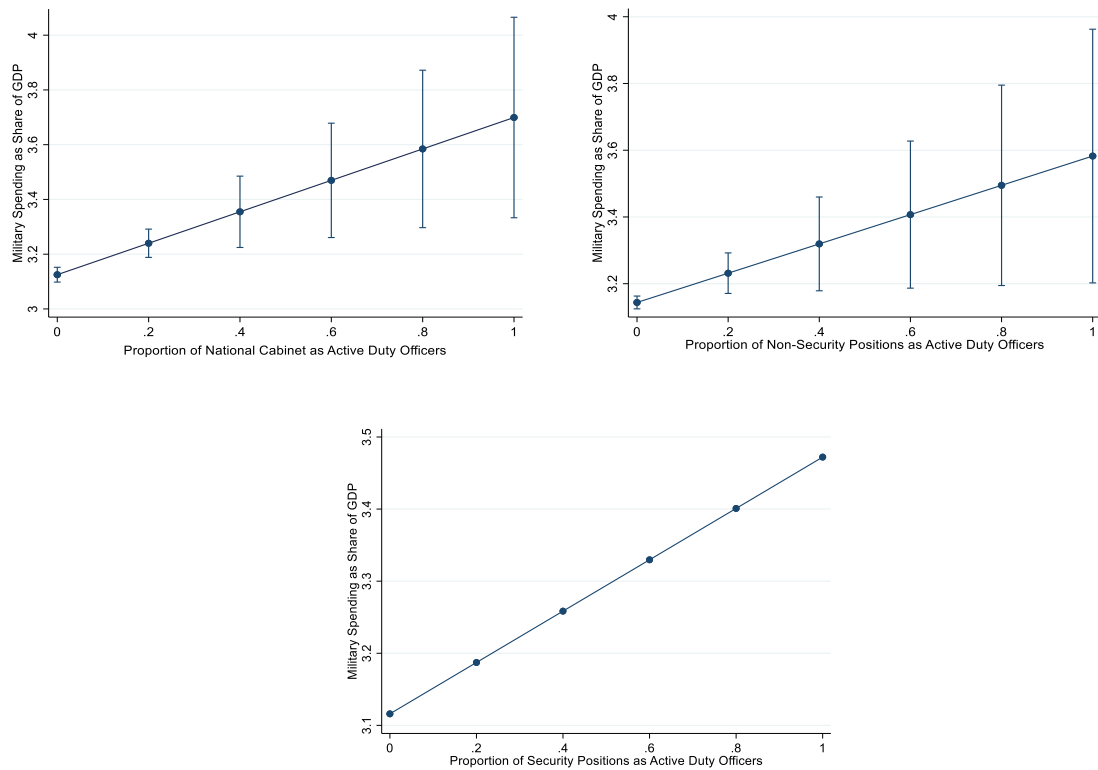 Military Spending as Share of GDP
4
3.8
3.6
3.4
3.2
3
0 .2 .4 .6 .8 1
Proportion of National Cabinet as Active Duty Officers
Military Spending as Share of GDP
4
3.8
3.6
3.4
3.2
0 .2 .4 .6 .8 1
Proportion of Non-Security Positions as Active Duty Officers
Military Spending as Share of GDP
3.5
3.4
3.3
3.2
3.1
0 .2 .4 .6 .8 1
Proportion of Security Positions as Active Duty Officers